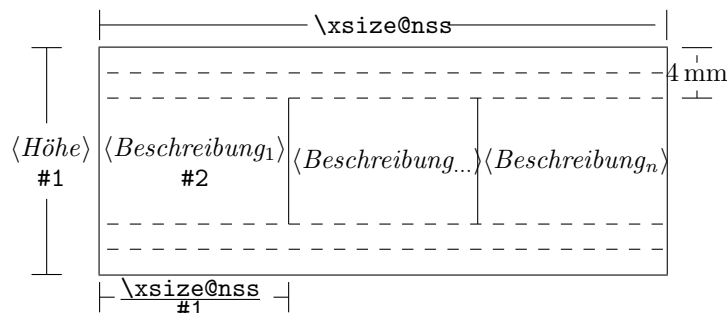 \xsize@nss
4 mm
⟨Höhe⟩ ⟨Beschreibung₁⟩ ⟨Beschreibung...⟩ ⟨Beschreibungₙ⟩
#1 #2
\xsize@nss
#1